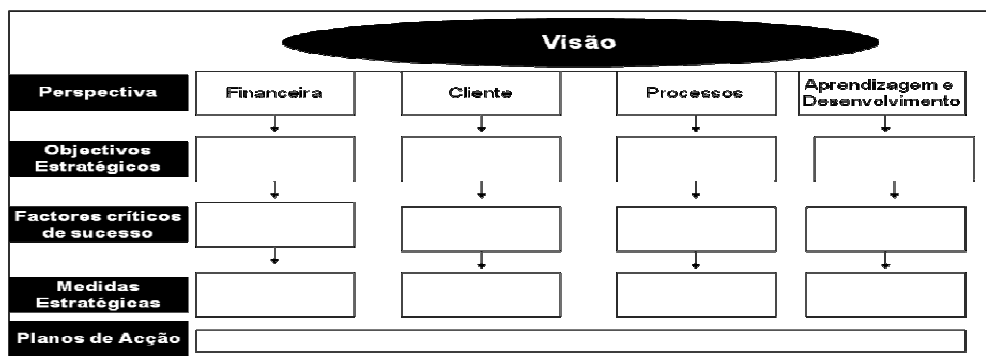 Visão
Perspectiva
Financeira
Cliente
Processos
Aprendizagem e
Desenvolvimento
Objectivos
Estratégicos
Factores críticos
de sucesso
Medidas
Estratégicas
Planos de Acção